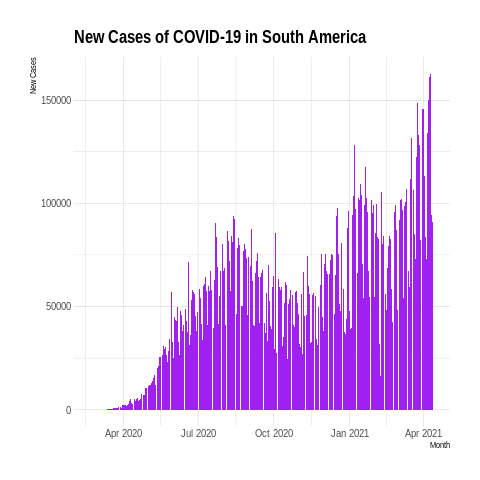 New Cases of COVID-19 in South America
New Cases
150000
100000
50000
0
Apr 2020
Jul 2020
Oct 2020
Jan 2021
Apr 2021
Month